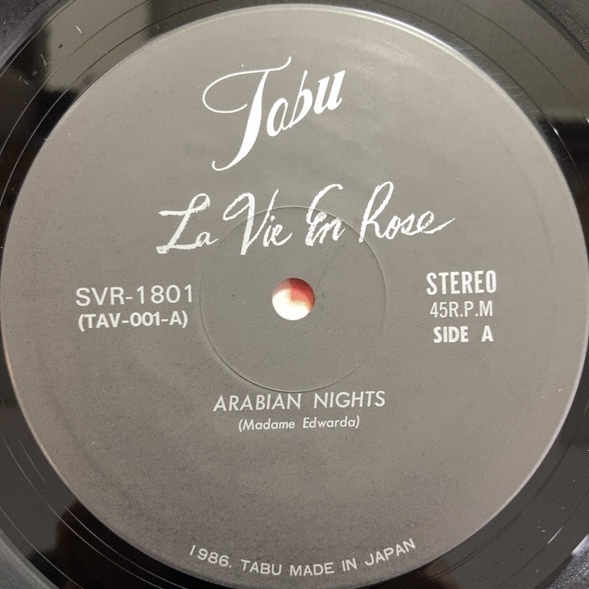 Tabu
La Vie En Rose
SVR-1801
(TAV-001-A)
STEREO
45R.P.M
SIDE A
ARABIAN NIGHTS
(Madame Edwarda)
1986. TABU MADE IN JAPAN